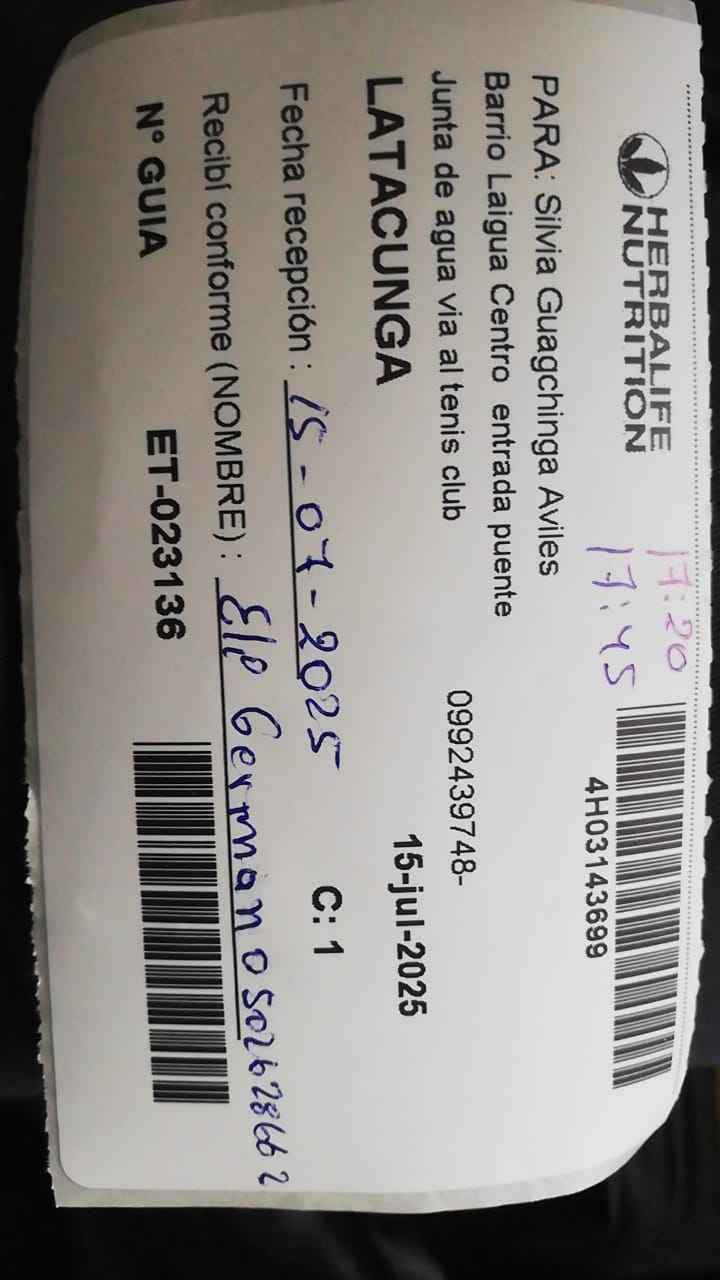 HERBALIFE
NUTRITION
17:20
17:45
4H03143699
PARA: Silvia Guagchinga Aviles
Barrio Laigua Centro entrada puente
Junta de agua via al tenis club
0992439748-
LATACUNGA
15-jul-2025
Fecha recepción : 15-07-2025
C: 1
Recibí conforme (NOMBRE) : German 0502628662
N° GUIA
ET-023136